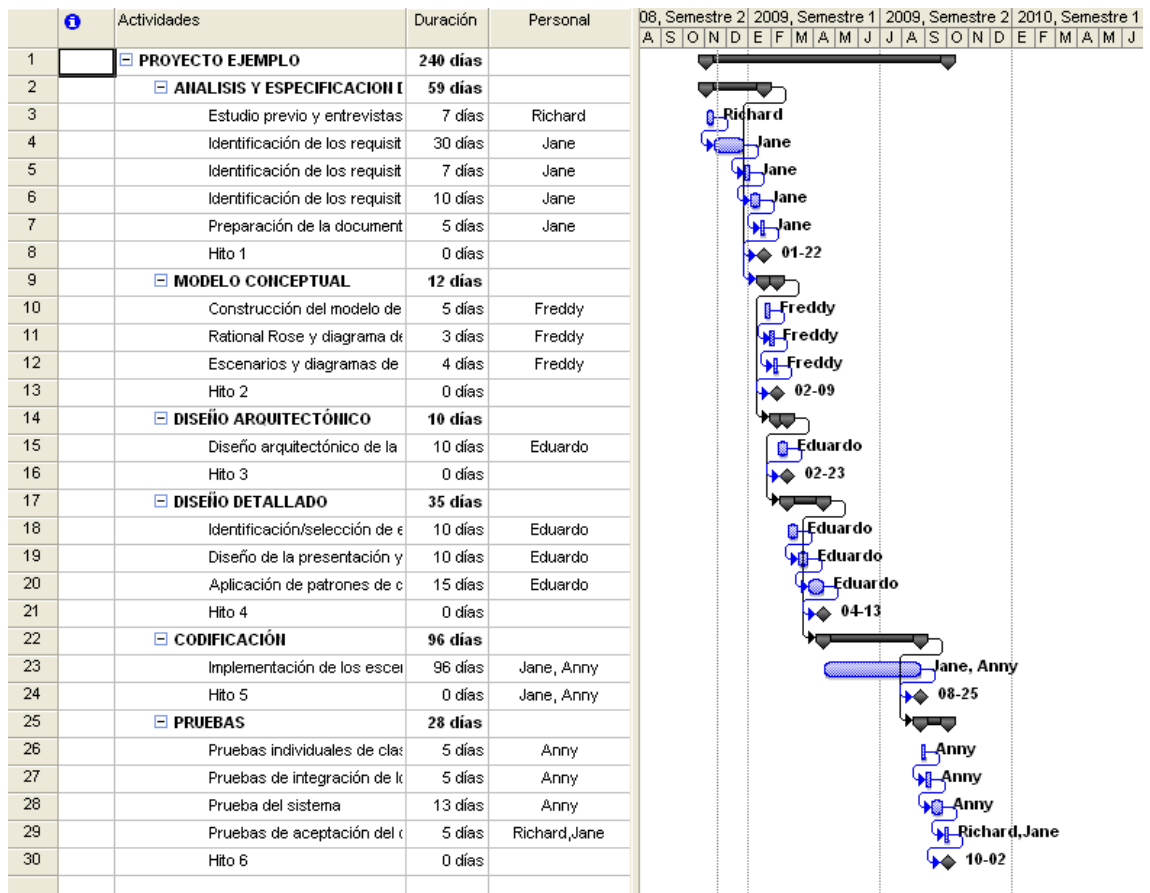 Actividades Duración Personal 08, Semestre 2 2009, Semestre 1 2009, Semestre 2 2010, Semestre 1
A S O N D E F M A M J J A S O N D E F M A M J
1 PROYECTO EJEMPLO 240 días
2 ANALISIS Y ESPECIFICACION 59 días
3 Estudio previo y entrevistas 7 días Richard Richard
4 Identificación de los requisit 30 días Jane Jane
5 Identificación de los requisit 7 días Jane Jane
6 Identificación de los requisit 10 días Jane Jane
7 Preparación de la document 5 días Jane Jane
8 Hito 1 0 días 01-22
9 MODELO CONCEPTUAL 12 días
10 Construcción del modelo de 5 días Freddy Freddy
11 Rational Rose y diagrama de 3 días Freddy Freddy
12 Escenarios y diagramas de 4 días Freddy Freddy
13 Hito 2 0 días 02-09
14 DISEÑO ARQUITECTÓNICO 10 días
15 Diseño arquitectónico de la 10 días Eduardo Eduardo
16 Hito 3 0 días 02-23
17 DISEÑO DETALLADO 35 días
18 Identificación/selección de e 10 días Eduardo Eduardo
19 Diseño de la presentación y 10 días Eduardo Eduardo
20 Aplicación de patrones de 15 días Eduardo Eduardo
21 Hito 4 0 días 04-13
22 CODIFICACIÓN 96 días
23 Implementación de los escei 96 días Jane, Anny Jane, Anny
24 Hito 5 0 días Jane, Anny 08-25
25 PRUEBAS 28 días
26 Pruebas individuales de clas 5 días Anny Anny
27 Pruebas de integración de 5 días Anny Anny
28 Prueba del sistema 13 días Anny Anny
29 Pruebas de aceptación del 5 días Richard,Jane Richard,Jane
30 Hito 6 0 días 10-02